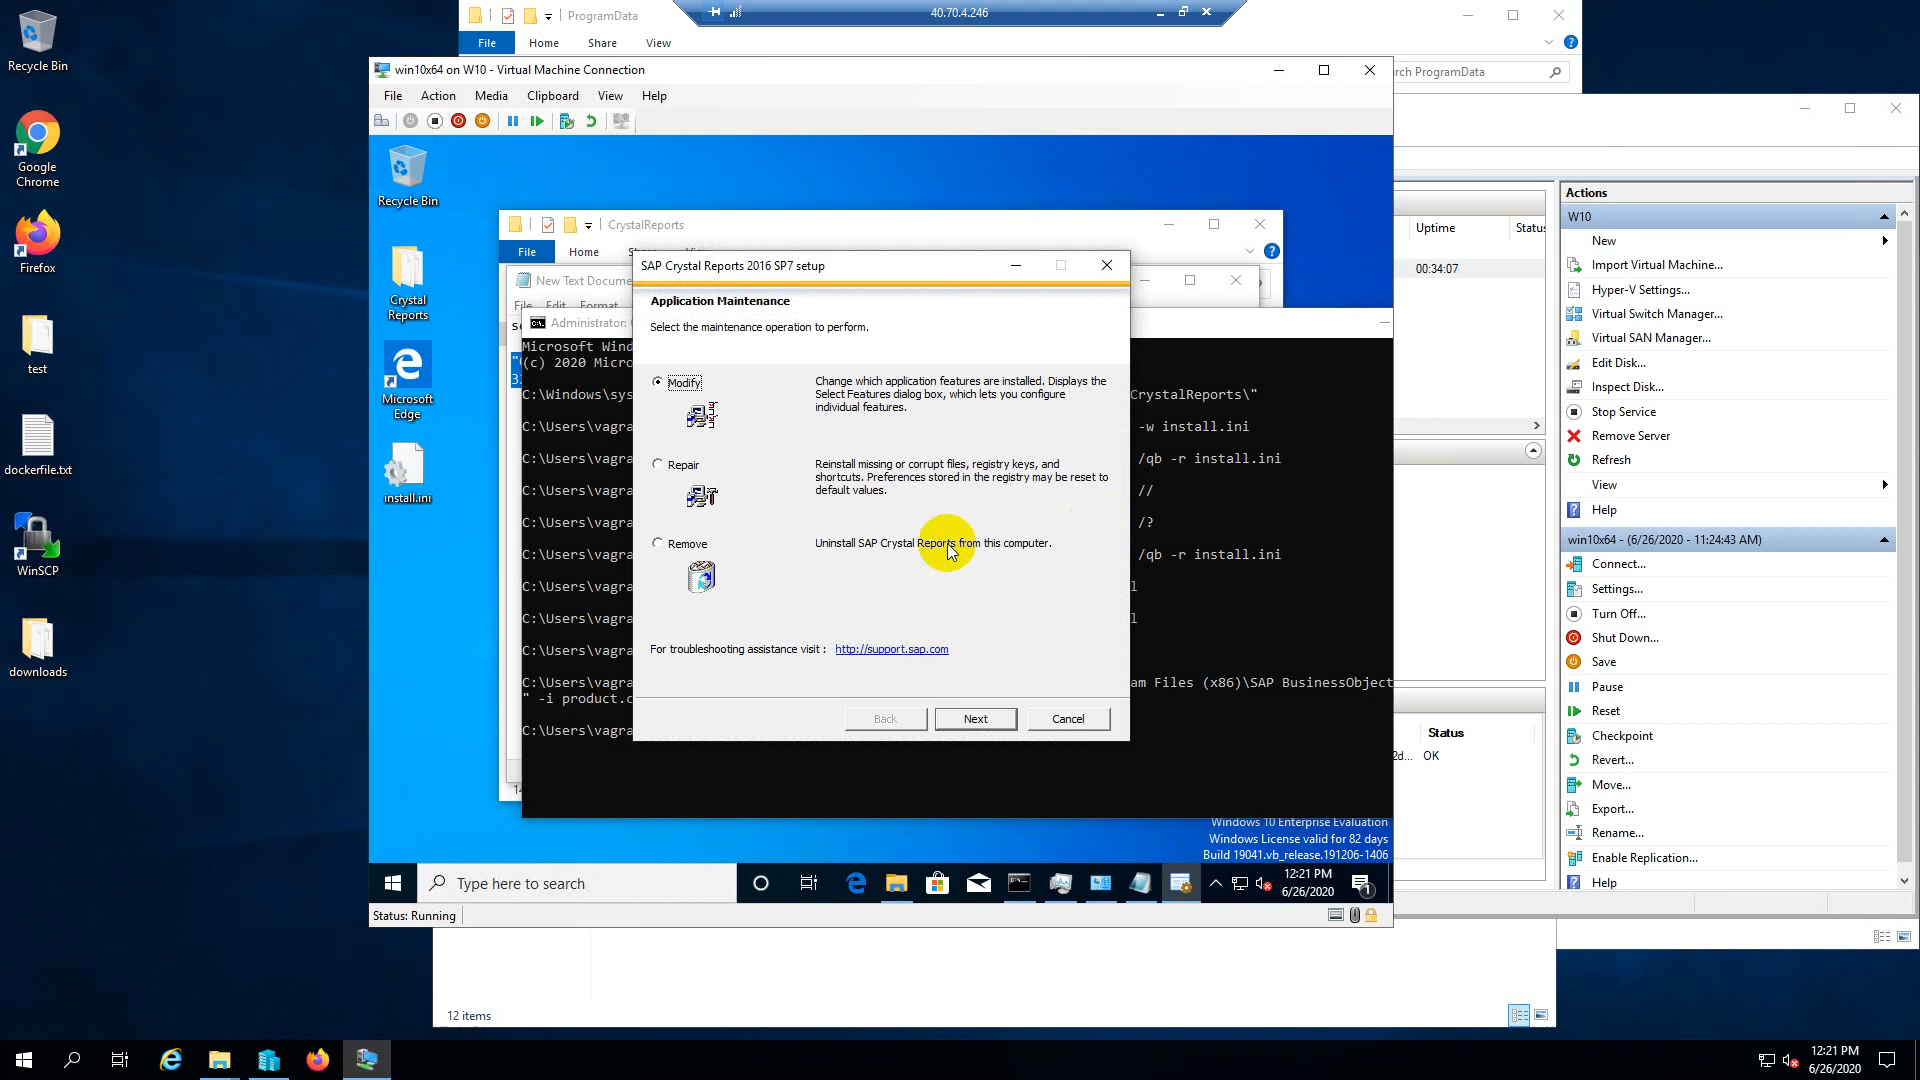 Recycle Bin
Google
Chrome
Firefox
test
dockerfile.txt
WinSCP
downloads
ProgramData
File
Home
Share
View
40.70.4.246
rch ProgramData
win10x64 on W10 - Virtual Machine Connection
File
Action
Media
Clipboard
View
Help
Recycle Bin
Crystal
Reports
Microsoft
Edge
install.ini
CrystalReports
File
Home
New Text Docume
File Edit Format
Administrator:
Microsoft Wind
(c) 2020 Micro
C:\Windows\sys CrystalReports\"
C:\Users\vagra -w install.ini
C:\Users\vagra /qb -r install.ini
C:\Users\vagra //
C:\Users\vagra /?
C:\Users\vagra /qb -r install.ini
C:\Users\vagra l
C:\Users\vagra l
C:\Users\vagra
C:\Users\vagra am Files (x86)\SAP BusinessObject
" -i product.c
C:\Users\vagra
SAP Crystal Reports 2016 SP7 setup
Application Maintenance
Select the maintenance operation to perform.
Modify
Change which application features are installed. Displays the
Select Features dialog box, which lets you configure
individual features.
Repair
Reinstall missing or corrupt files, registry keys, and
shortcuts. Preferences stored in the registry may be reset to
default values.
Remove
Uninstall SAP Crystal Reports from this computer.
For troubleshooting assistance visit : http://support.sap.com
Back
Next
Cancel
Windows 10 Enterprise Evaluation
Windows License valid for 82 days
Build 19041.vb_release.191206-1406
Type here to search
12:21 PM
6/26/2020
1
Status: Running
12 items
Uptime
Status
00:34:07
Status
2d... OK
Actions
W10
New
Import Virtual Machine...
Hyper-V Settings...
Virtual Switch Manager...
Virtual SAN Manager...
Edit Disk...
Inspect Disk...
Stop Service
Remove Server
Refresh
View
Help
win10x64 - (6/26/2020 - 11:24:43 AM)
Connect...
Settings...
Turn Off...
Shut Down...
Save
Pause
Reset
Checkpoint
Revert...
Move...
Export...
Rename...
Enable Replication...
Help
12:21 PM
6/26/2020